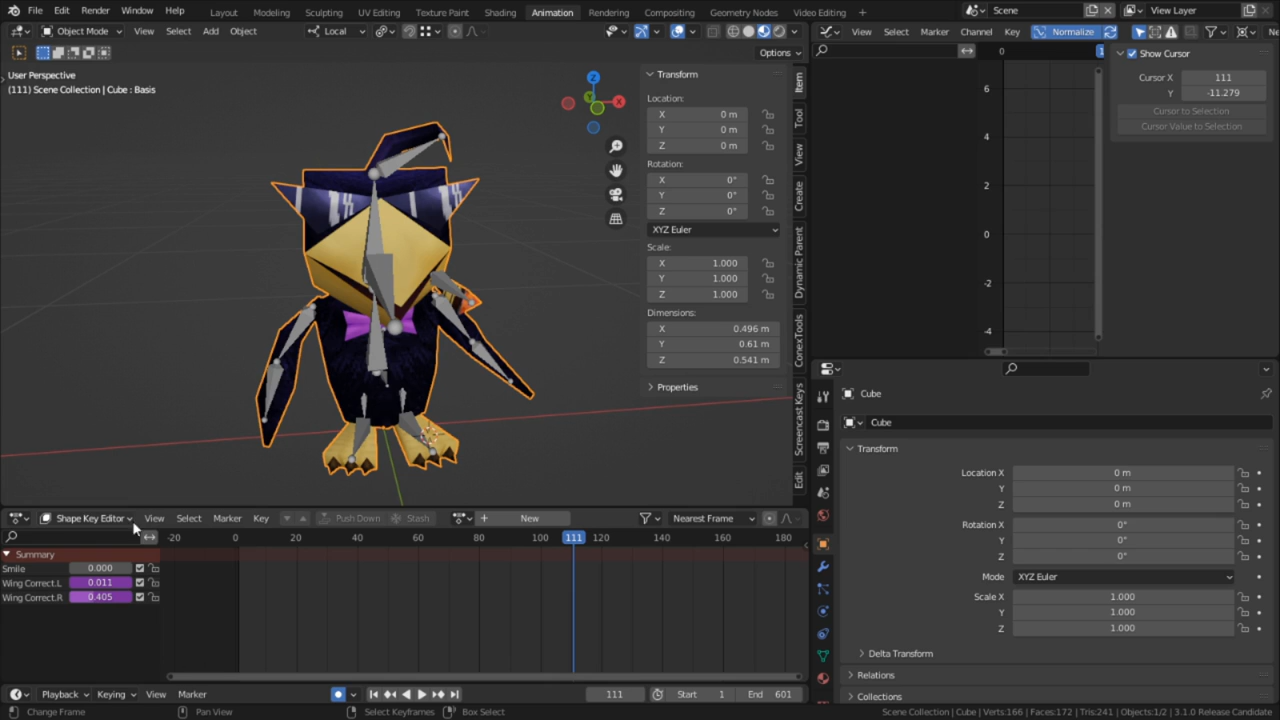 File Edit Render Window Help Layout Modeling Sculpting UV Editing Texture Paint Shading Animation Rendering Compositing Geometry Nodes Video Editing + Scene View Layer
Object Mode View Select Add Object Local View Select Marker Channel Key Normalize Ne
Options
User Perspective
(111) Scene Collection | Cube : Basis
Z
X
Y
Transform
Location:
X 0 m
Y 0 m
Z 0 m
Rotation:
X 0°
Y 0°
Z 0°
XYZ Euler
Scale:
X 1.000
Y 1.000
Z 1.000
Dimensions:
X 0.496 m
Y 0.61 m
Z 0.541 m
Properties
Item
Tool
View
Create
Dynamic Parent
ConexTools
Screencast Keys
Edit
0 1
6
4
2
0
-2
-4
Show Cursor
Cursor X 111
Y -11.279
Cursor to Selection
Cursor Value to Selection
Cube
Cube
Transform
Location X 0 m
Y 0 m
Z 0 m
Rotation X 0°
Y 0°
Z 0°
Mode XYZ Euler
Scale X 1.000
Y 1.000
Z 1.000
Delta Transform
Relations
Collections
Shape Key Editor View Select Marker Key Push Down Stash + New Nearest Frame
-20 0 20 40 60 80 100 111 120 140 160 180
Summary
Smile 0.000
Wing Correct.L 0.011
Wing Correct.R 0.405
Playback Keying View Marker 111 Start 1 End 601
Change Frame Pan View Select Keyframes Box Select Scene Collection | Cube | Verts:166 | Faces:172 | Tris:241 | Objects:1/2 | 3.1.0 Release Candidate